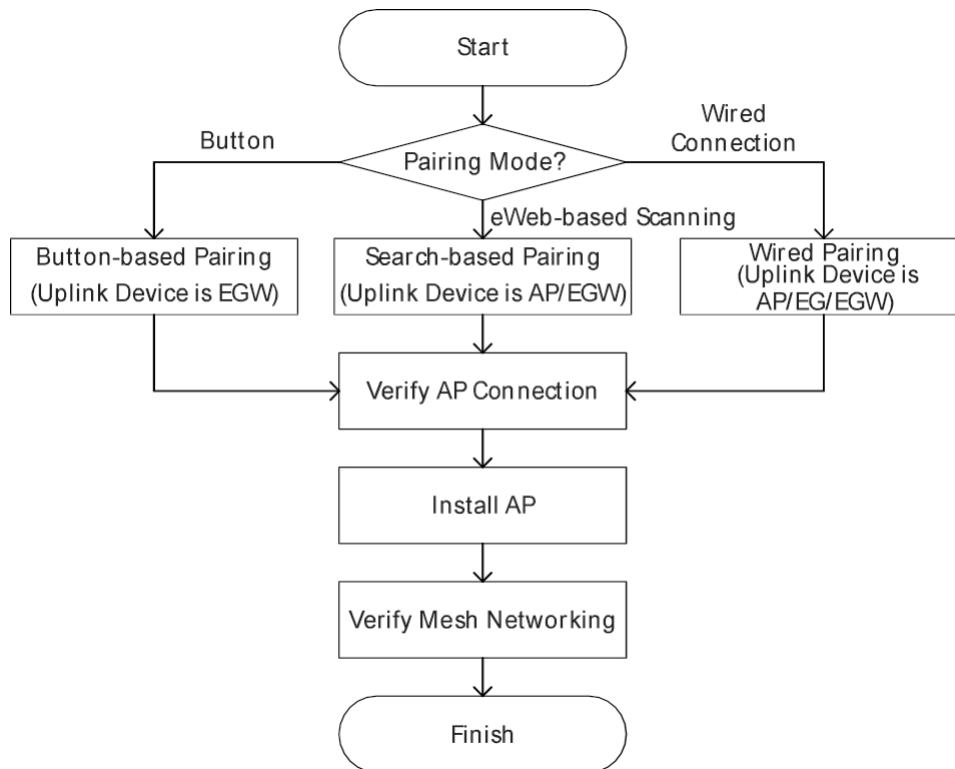 Start
Button
Wired
Connection
Pairing Mode?
eWeb-based Scanning
Button-based Pairing
(Uplink Device is EGW)
Search-based Pairing
(Uplink Device is AP/EGW)
Wired Pairing
(Uplink Device is
AP/EG/EGW)
Verify AP Connection
Install AP
Verify Mesh Networking
Finish